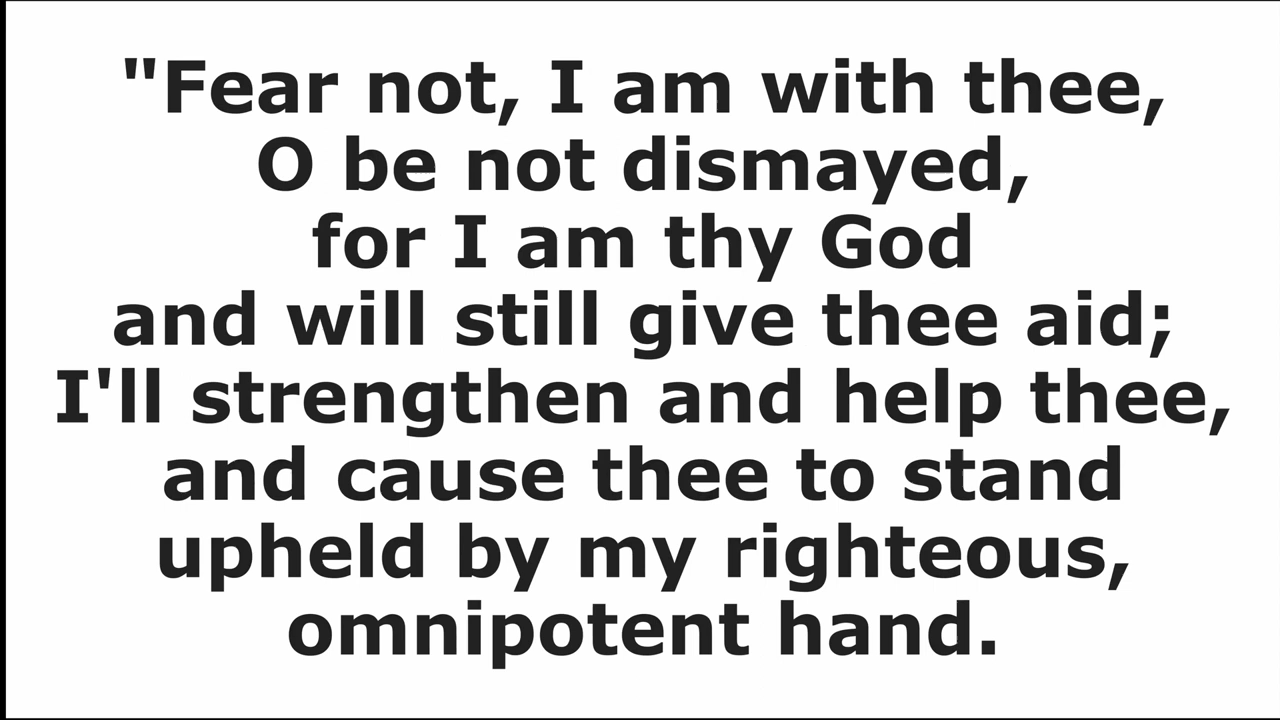 "Fear not, I am with thee,
O be not dismayed,
for I am thy God
and will still give thee aid;
I'll strengthen and help thee,
and cause thee to stand
upheld by my righteous,
omnipotent hand.